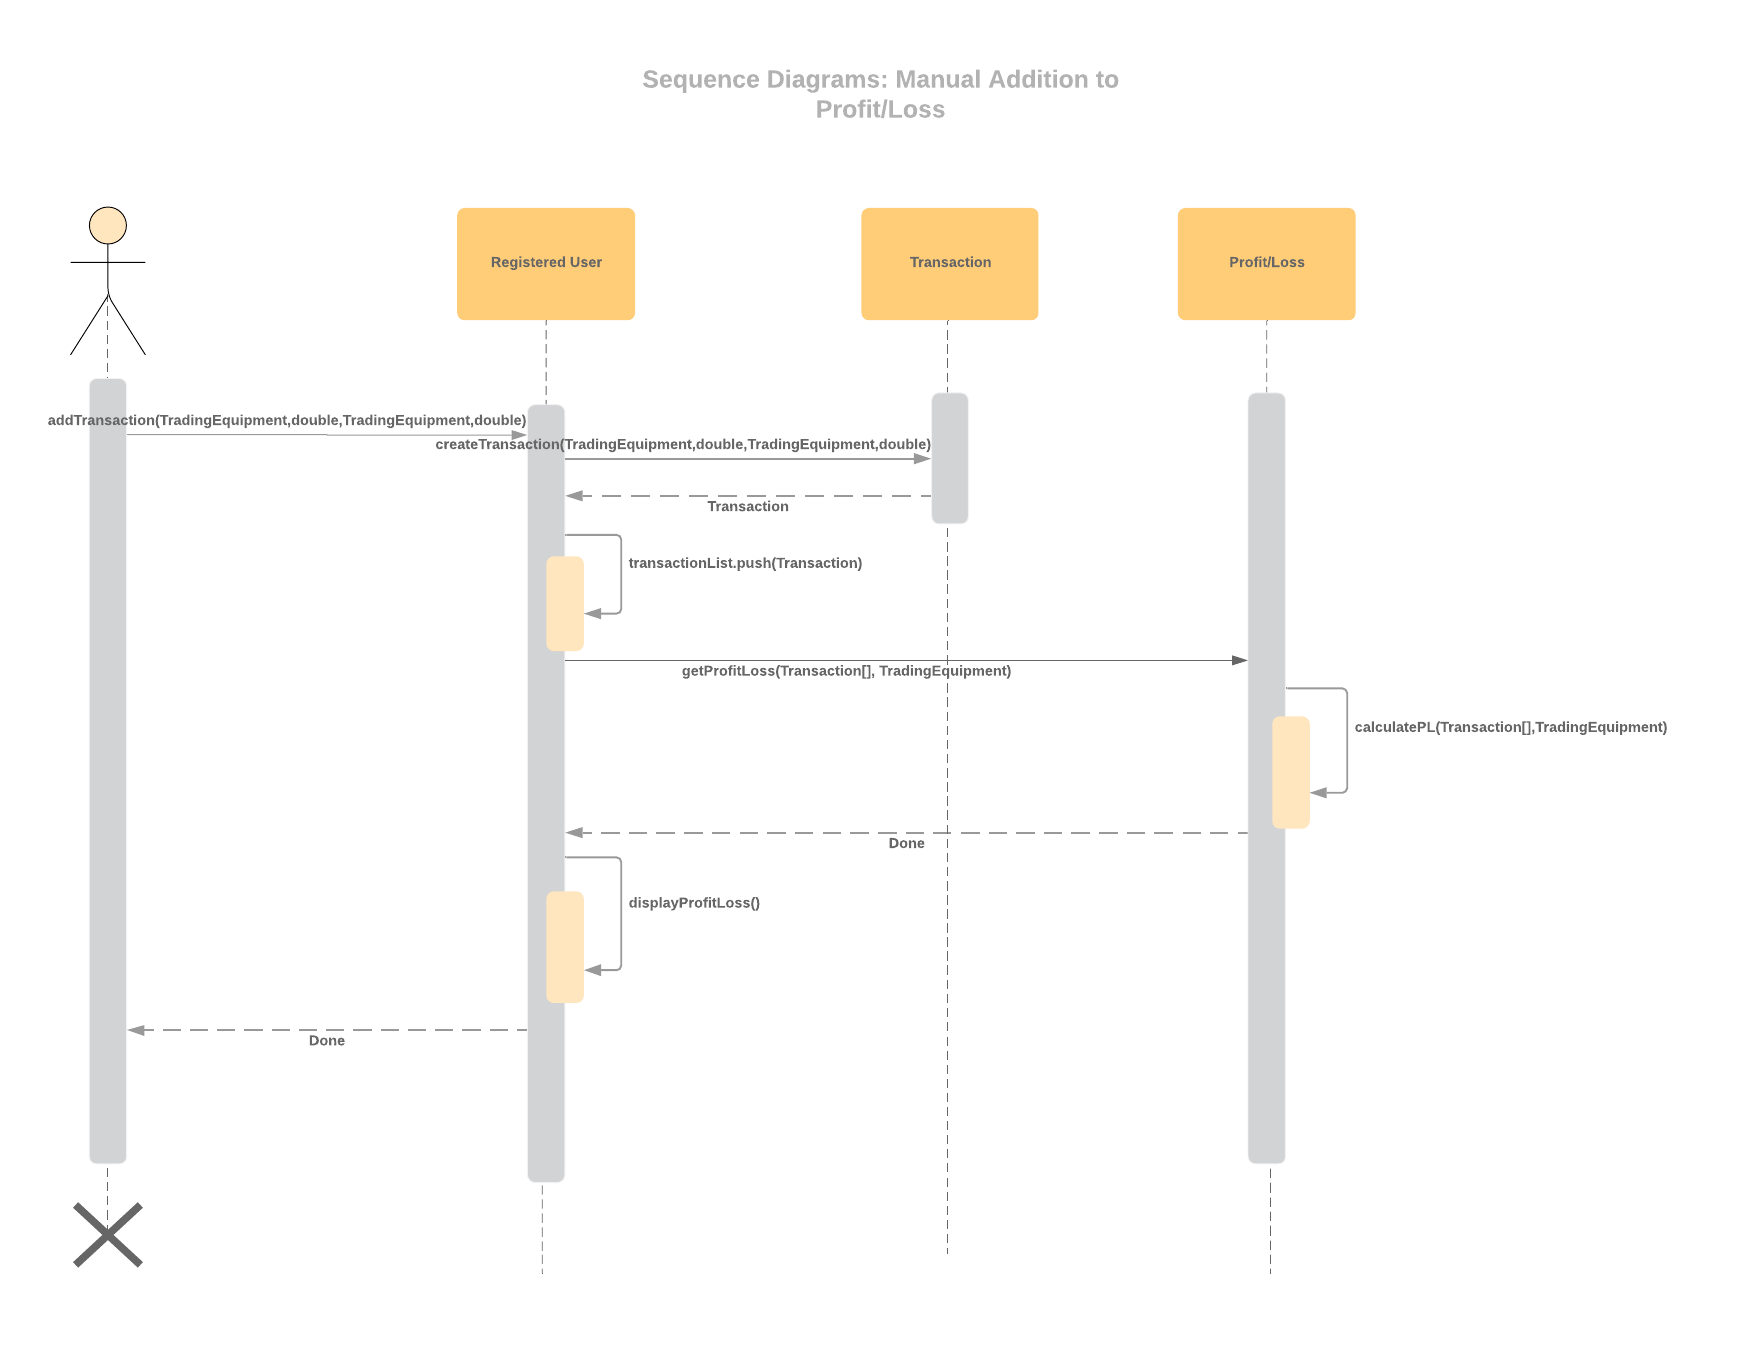 Sequence Diagrams: Manual Addition to
Profit/Loss
Registered User
Transaction
Profit/Loss
addTransaction(TradingEquipment,double,TradingEquipment,double)
createTransaction(TradingEquipment,double,TradingEquipment,double)
Transaction
transactionList.push(Transaction)
getProfitLoss(Transaction[], TradingEquipment)
calculatePL(Transaction[],TradingEquipment)
Done
displayProfitLoss()
Done